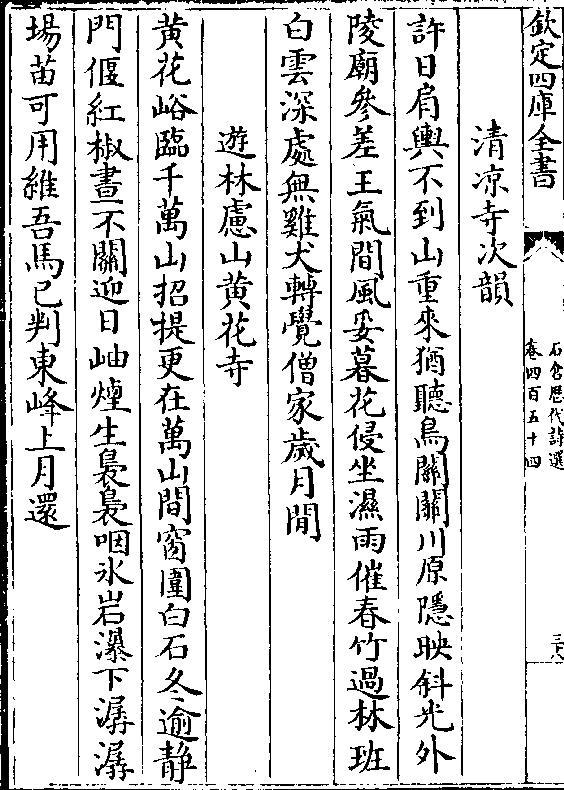 欽定四庫全書
石倉歷代詩選
卷四百五十四
清凉寺次韻
許日肩輿不到山重來猶聽鳥關關川原隱映斜光外
陵廟參差王氣間風妥暮花侵坐濕雨催春竹過林班
白雲深處無雞犬轉覺僧家歲月閒
遊林慮山黄花寺
黄花峪臨千萬山招提更在萬山間窗圍白石冬逾靜
門偃紅椒晝不關迎日岫煙生裊裊咽氷岩瀑下潺潺
場苗可用維吾馬已判東峰上月還